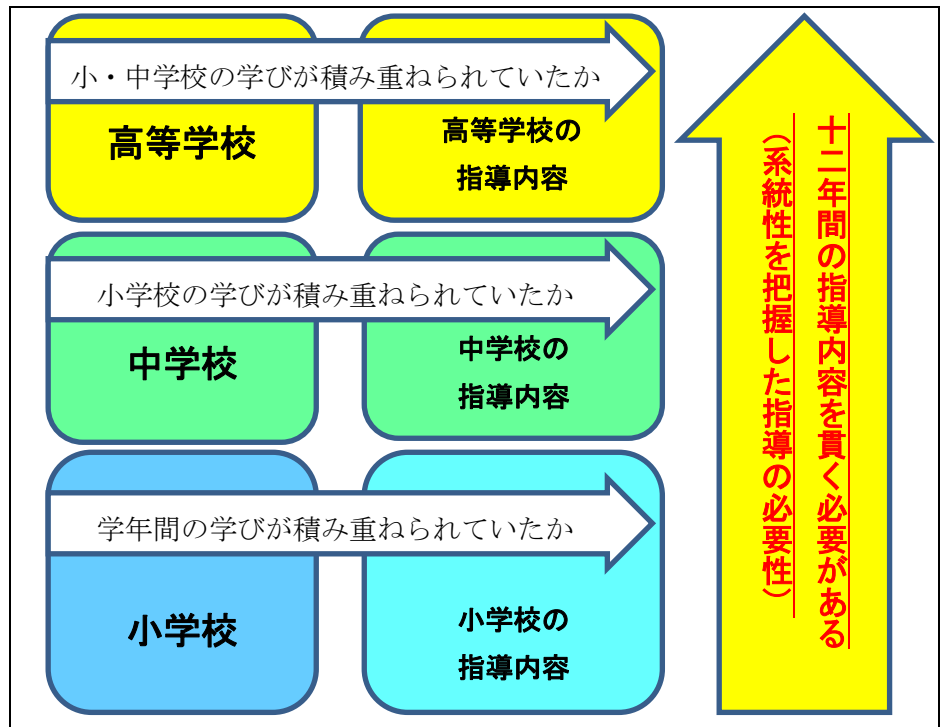 小・中学校の学びが積み重ねられていたか
高等学校
高等学校の
指導内容
小学校の学びが積み重ねられていたか
中学校
中学校の
指導内容
学年間の学びが積み重ねられていたか
小学校
小学校の
指導内容
十二年間の指導内容を貫く必要がある
（系統性を把握した指導の必要性）